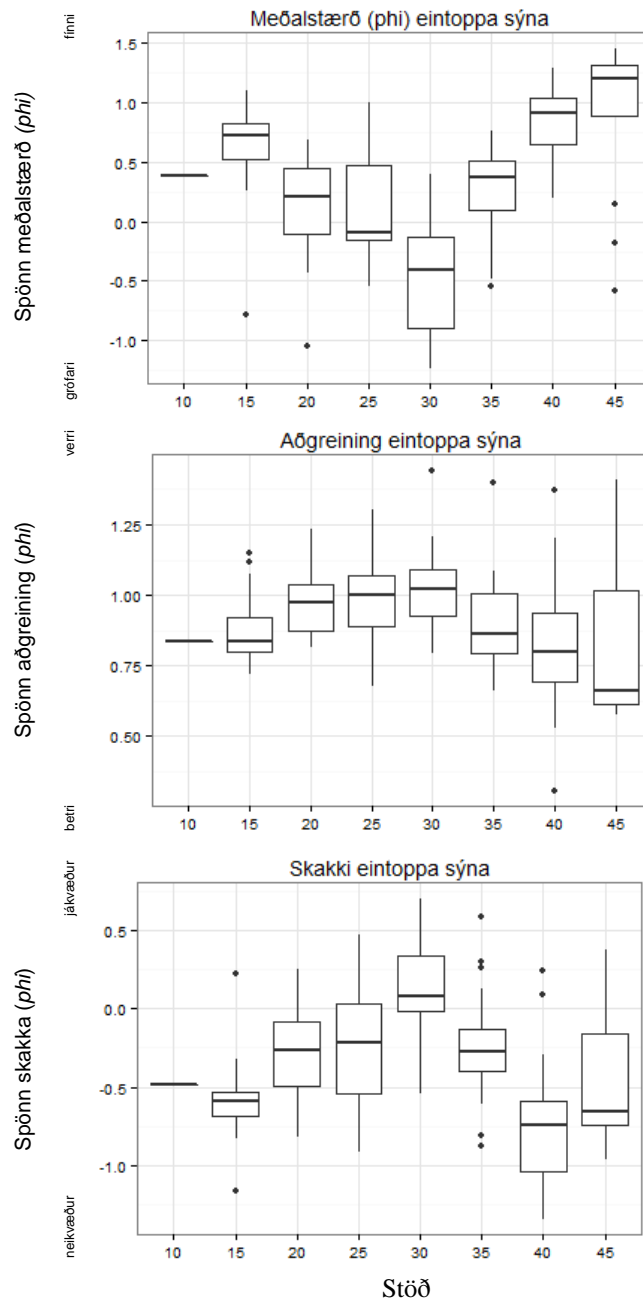 Meðalstærð (phi) eintoppa sýna
fínni
Spönn meðalstærð (phi)
grófari
1.5
1.0
0.5
0.0
-0.5
-1.0
10 15 20 25 30 35 40 45
Aðgreining eintoppa sýna
verri
Spönn aðgreining (phi)
betri
1.25
1.00
0.75
0.50
10 15 20 25 30 35 40 45
Skakki eintoppa sýna
jákvæður
Spönn skakka (phi)
neikvæður
0.5
0.0
-0.5
-1.0
10 15 20 25 30 35 40 45
Stöð